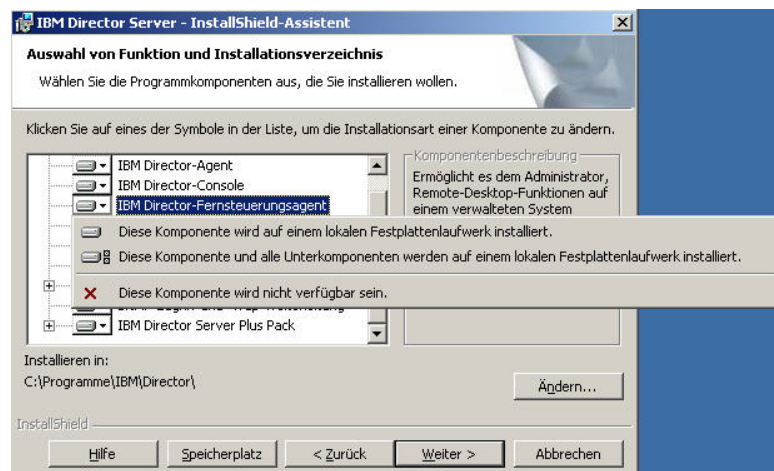 IBM Director Server - InstallShield-Assistent
Auswahl von Funktion und Installationsverzeichnis
Wählen Sie die Programmkomponenten aus, die Sie installieren wollen.
Klicken Sie auf eines der Symbole in der Liste, um die Installationsart einer Komponente zu ändern.
IBM Director-Agent
IBM Director-Console
IBM Director-Fernsteuerungsagent
Komponentenbeschreibung
Ermöglicht es dem Administrator,
Remote-Desktop-Funktionen auf
einem verwalteten System
Diese Komponente wird auf einem lokalen Festplattenlaufwerk installiert.
Diese Komponente und alle Unterkomponenten werden auf einem lokalen Festplattenlaufwerk installiert.
Diese Komponente wird nicht verfügbar sein.
IBM Director Server Plus Pack
Installieren in:
C:\Programme\IBM\Director\
Ändern...
InstallShield
Hilfe
Speicherplatz
< Zurück
Weiter >
Abbrechen